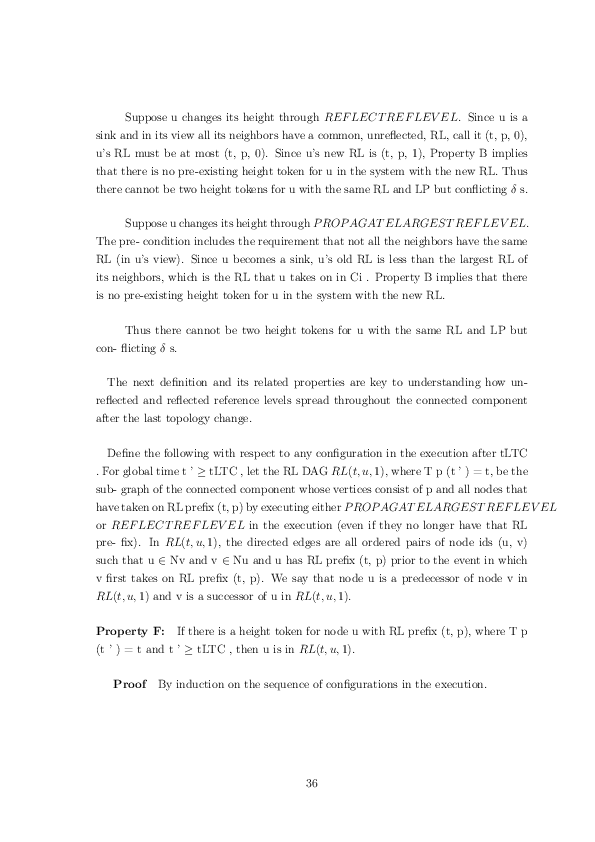 Suppose u changes its height through REFLECTREFLEVEL. Since u is a
sink and in its view all its neighbors have a common, unreflected, RL, call it (t, p, 0),
u's RL must be at most (t, p, 0). Since u's new RL is (t, p, 1), Property B implies
that there is no pre-existing height token for u in the system with the new RL. Thus
there cannot be two height tokens for u with the same RL and LP but conflicting δ s.
Suppose u changes its height through PROPAGATELARGESTREFLEVEL.
The pre- condition includes the requirement that not all the neighbors have the same
RL (in u's view). Since u becomes a sink, u's old RL is less than the largest RL of
its neighbors, which is the RL that u takes on in Ci . Property B implies that there
is no pre-existing height token for u in the system with the new RL.
Thus there cannot be two height tokens for u with the same RL and LP but
con- flicting δ s.
The next definition and its related properties are key to understanding how un-
reflected and reflected reference levels spread throughout the connected component
after the last topology change.
Define the following with respect to any configuration in the execution after tLTC
. For global time t ' ≥ tLTC , let the RL DAG RL(t, u, 1), where T p (t ' ) = t, be the
sub- graph of the connected component whose vertices consist of p and all nodes that
have taken on RL prefix (t, p) by executing either PROPAGATELARGESTREFLEVEL
or REFLECTREFLEVEL in the execution (even if they no longer have that RL
pre- fix). In RL(t, u, 1), the directed edges are all ordered pairs of node ids (u, v)
such that u ∈ Nv and v ∈ Nu and u has RL prefix (t, p) prior to the event in which
v first takes on RL prefix (t, p). We say that node u is a predecessor of node v in
RL(t, u, 1) and v is a successor of u in RL(t, u, 1).
Property F: If there is a height token for node u with RL prefix (t, p), where T p
(t ' ) = t and t ' ≥ tLTC , then u is in RL(t, u, 1).
Proof By induction on the sequence of configurations in the execution.
36